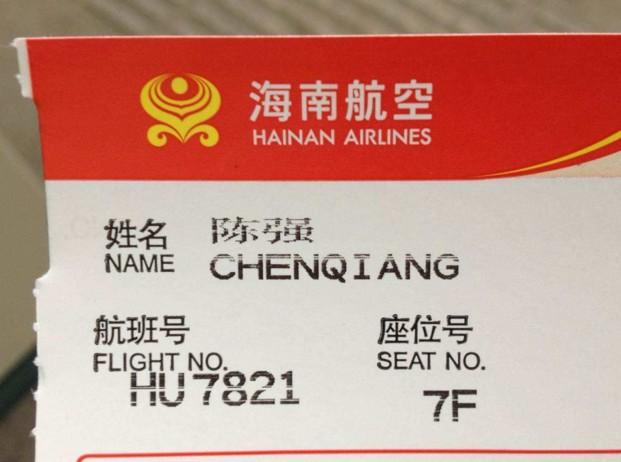 海南航空
HAINAN AIRLINES
姓名 陈强
NAME CHENQIANG
航班号 座位号
FLIGHT NO. SEAT NO.
HU7821 7F